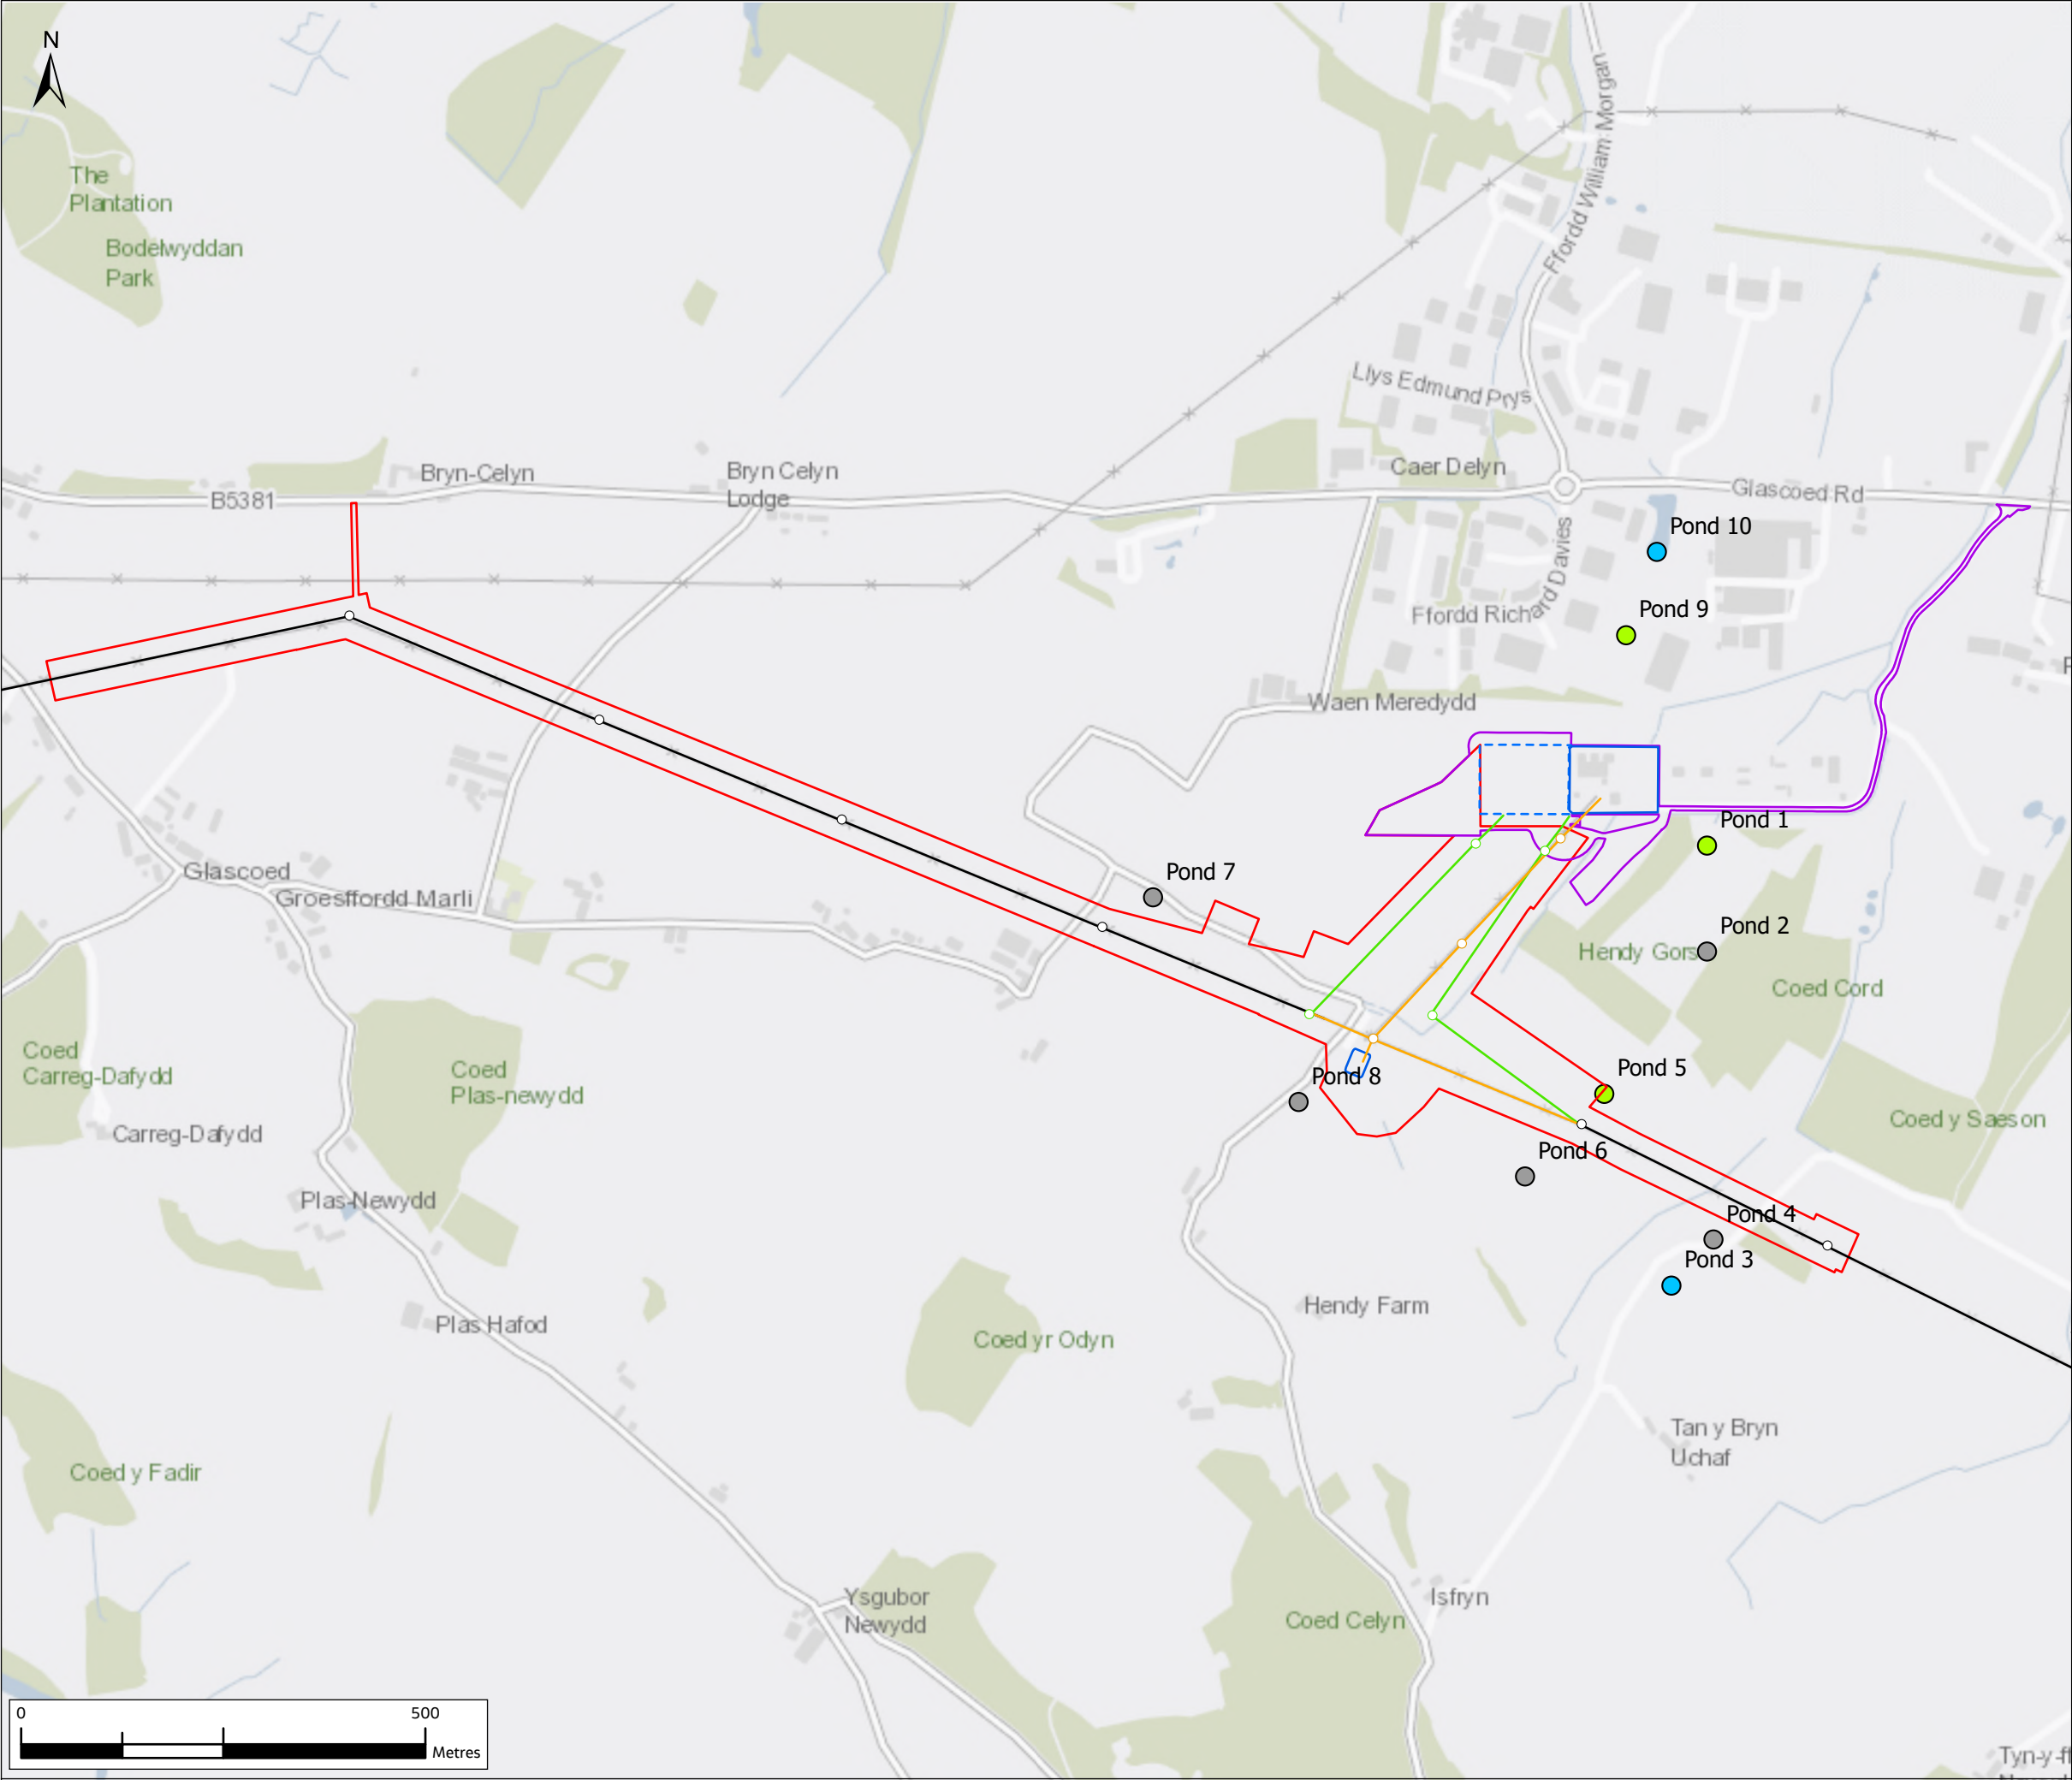 N
The
Plantation
Bodelwyddan
Park
Ffordd William Morgan
Llys Edmund Prys
Caer Delyn
Glascoed Rd
Bryn-Celyn
Bryn Celyn
Lodge
B5381
Pond 10
ord Davies
Pond 9
Ffordd Rich
Waen Meredydd
Pond 1
Glascoed
Groesffordd Marli
Pond 7
Pond 2
Hendy Gors
Coed Cord
Coed
Carreg-Dafydd
Coed
Plas-newydd
Pond 8
Pond 5
Coed y Saeson
Carreg-Dafydd
Pond 6
Plas-Newydd
Pond 4
Pond 3
Hendy Farm
Plas Hafod
Coed yr Odyn
Tan y Bryn
Uchaf
Coed y Fadir
Ysgubor
Newydd
Isfryn
Coed Celyn
0 500
Metres
Tyn-y-ff